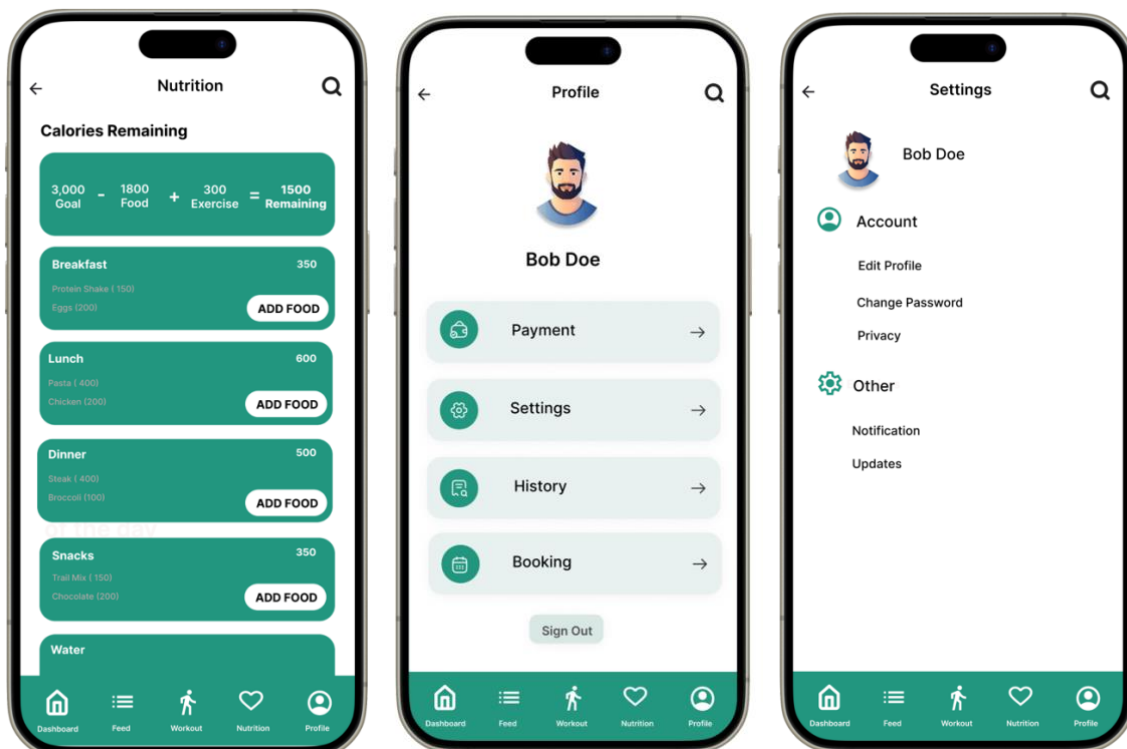 Nutrition
Calories Remaining
3,000 - 1800 + 300 = 1500
Goal Food Exercise Remaining
Breakfast 350
Protein Shake ( 150)
Eggs (200)
ADD FOOD
Lunch 600
Pasta ( 400)
Chicken (200)
ADD FOOD
Dinner 500
Steak ( 400)
Broccoli (100)
ADD FOOD
of the day
Snacks 350
Trail Mix ( 150)
Chocolate (200)
ADD FOOD
Water
Dashboard Feed Workout Nutrition Profile
Profile
Bob Doe
Payment
Settings
History
Booking
Sign Out
Dashboard Feed Workout Nutrition Profile
Settings
Bob Doe
Account
Edit Profile
Change Password
Privacy
Other
Notification
Updates
Dashboard Feed Workout Nutrition Profile